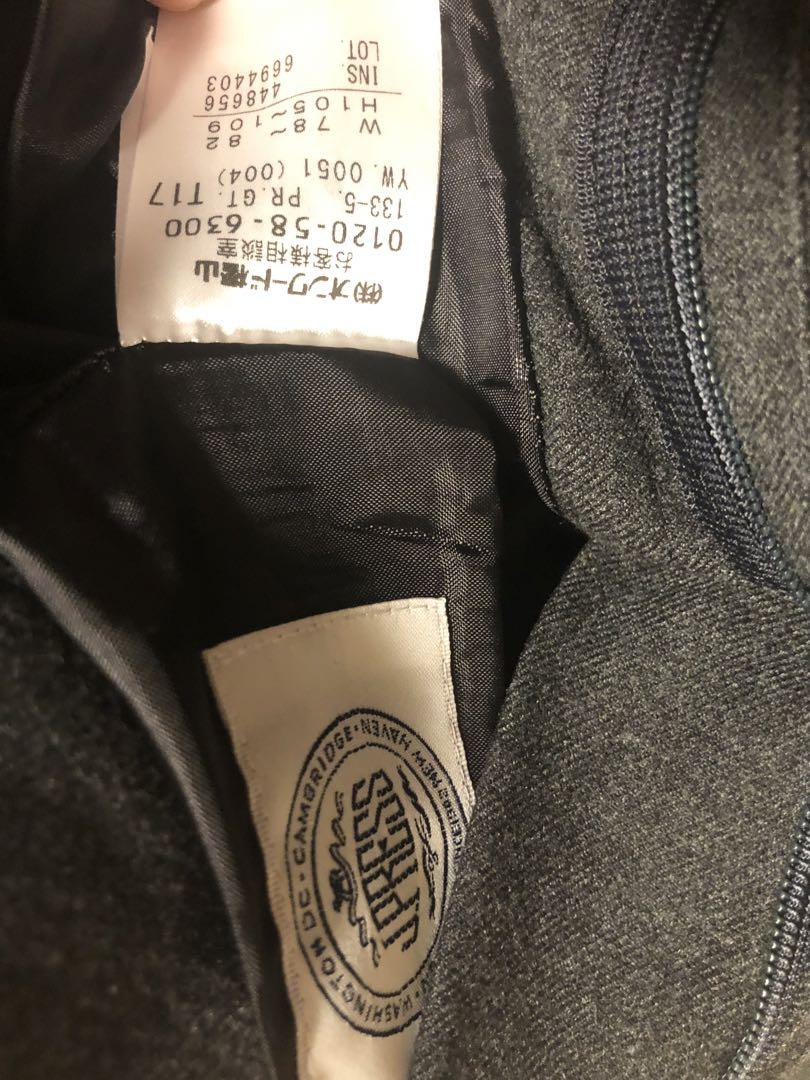 ㈱オンワード樫山
お客様相談室
0120-58-6300
133-5. PR.GT. T17
YW. 0051 (004)
W 78～82
H105～109
INS. 448656
LOT. 6694403
J.PRESS
WASHINGTON DC·CAMBRIDGE·NEW HAVEN